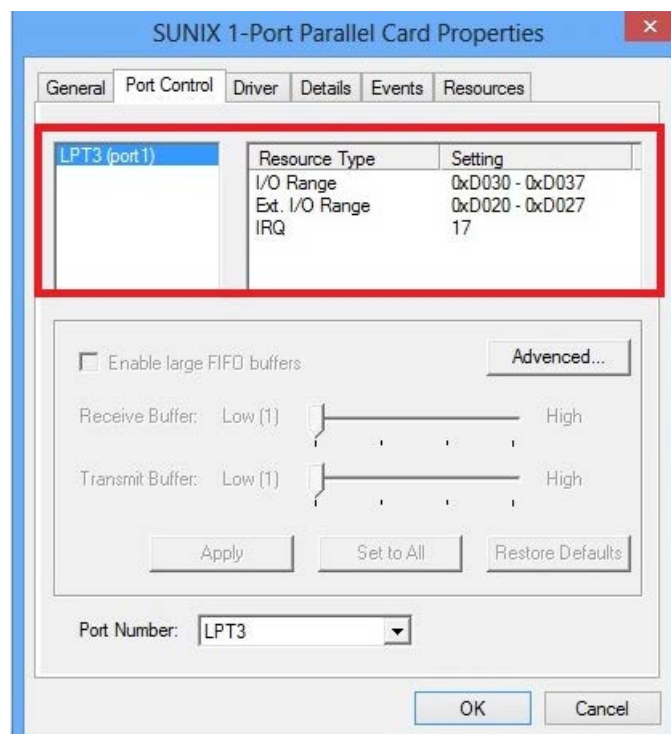 SUNIX 1-Port Parallel Card Properties
×
General Port Control Driver Details Events Resources
LPT3 (port1)
Resource Type Setting
I/O Range 0xD030 - 0xD037
Ext. I/O Range 0xD020 - 0xD027
IRQ 17
Enable large FIFO buffers
Advenced...
Receive Buffer: Low (1) High
Transmit Buffer: Low (1) High
Apply Set to All Restore Defaults
Port Number: LPT3
OK Cancel